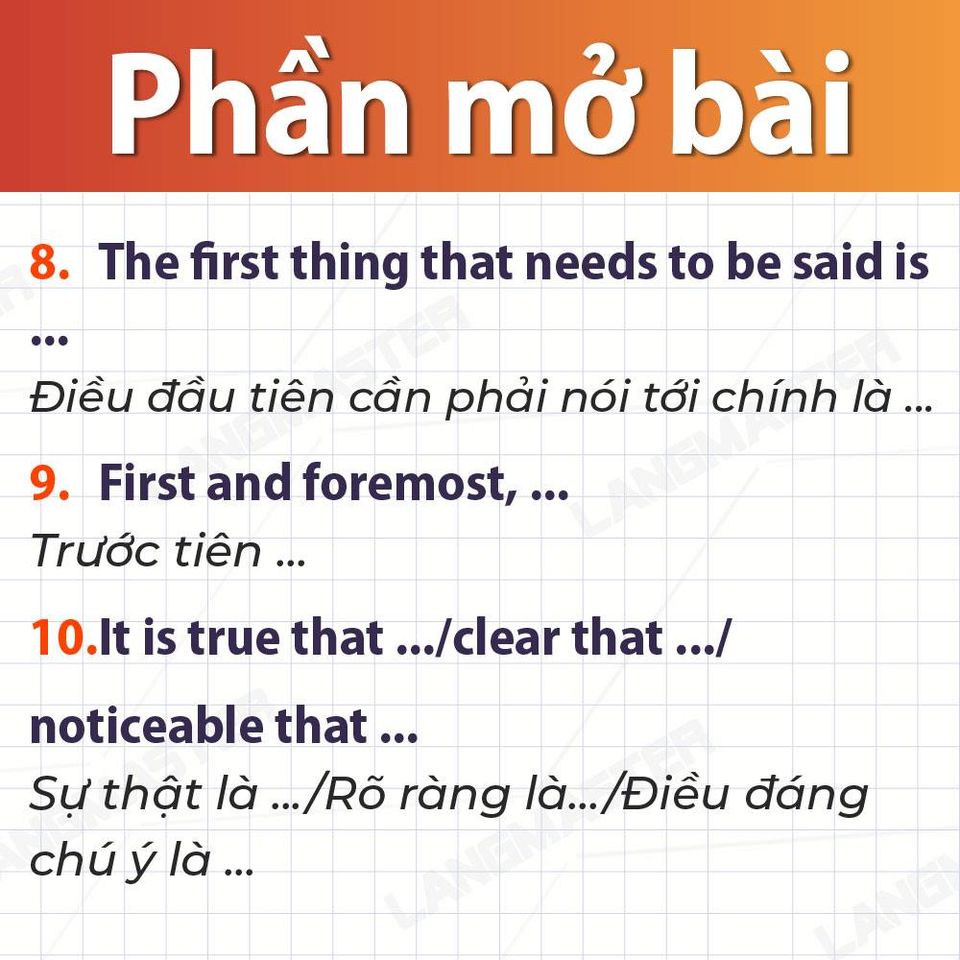 Phần mở bài
8. The first thing that needs to be said is
...
Điều đầu tiên cần phải nói tới chính là ...
9. First and foremost, ...
Trước tiên ...
10.It is true that .../clear that .../
noticeable that ...
Sự thật là .../Rõ ràng là.../Điều đáng
chú ý là ...
LANGMASTER
LANGMASTER
LANGMASTER
LANGMASTER